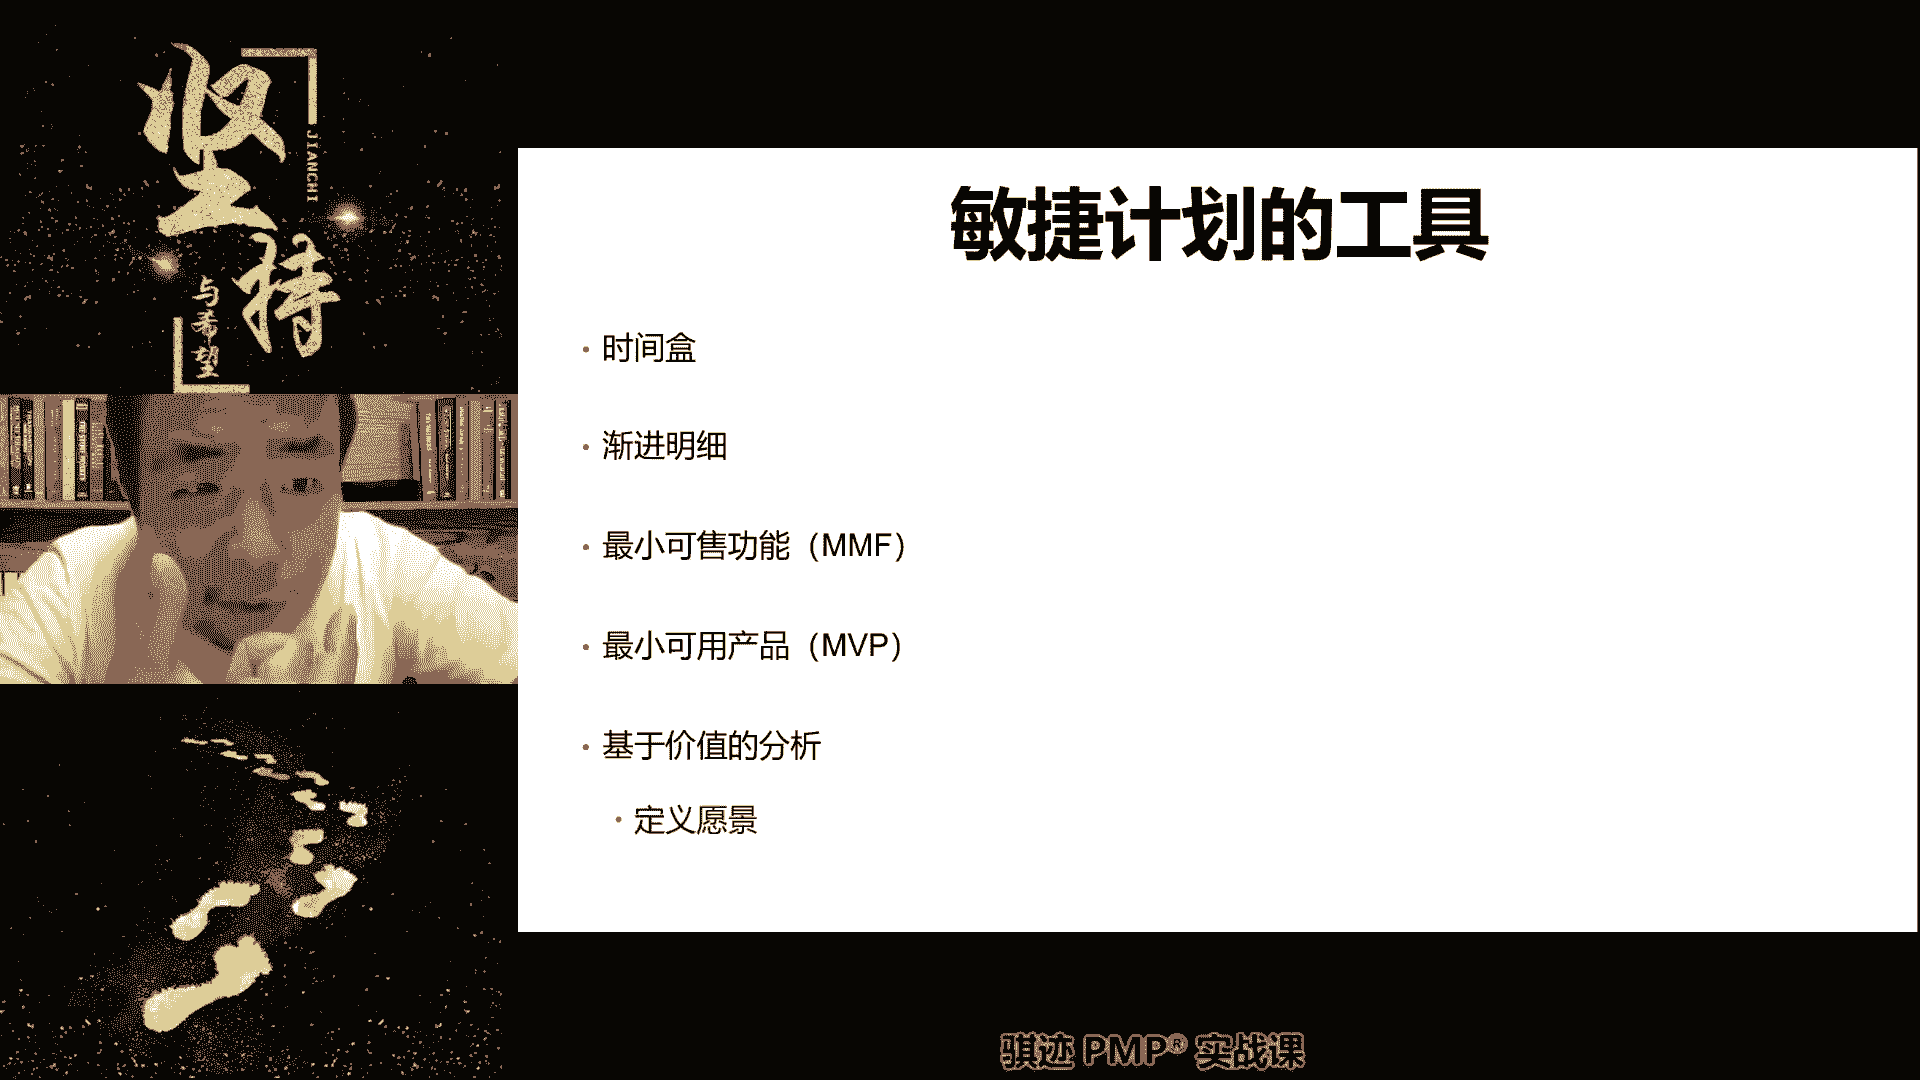 坚持
JIANCHI
与希望
敏捷计划的工具
• 时间盒
• 渐进明细
• 最小可售功能（MMF）
• 最小可用产品（MVP）
• 基于价值的分析
• 定义愿景
骐迹 PMP® 实战课